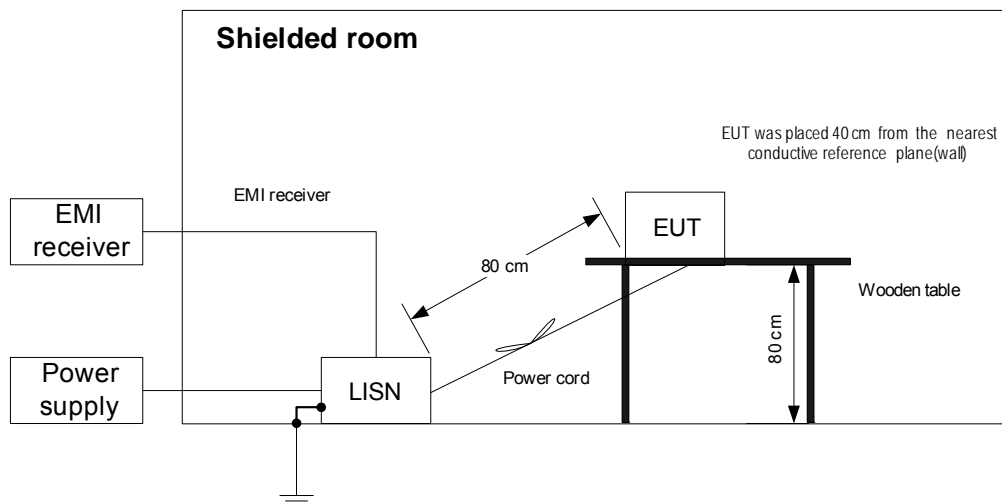 Shielded room
EUT was placed 40 cm from the nearest
conductive reference plane(wall)
EMI receiver
EMI
receiver
EUT
80 cm
Wooden table
80 cm
Power
supply
LISN
Power cord